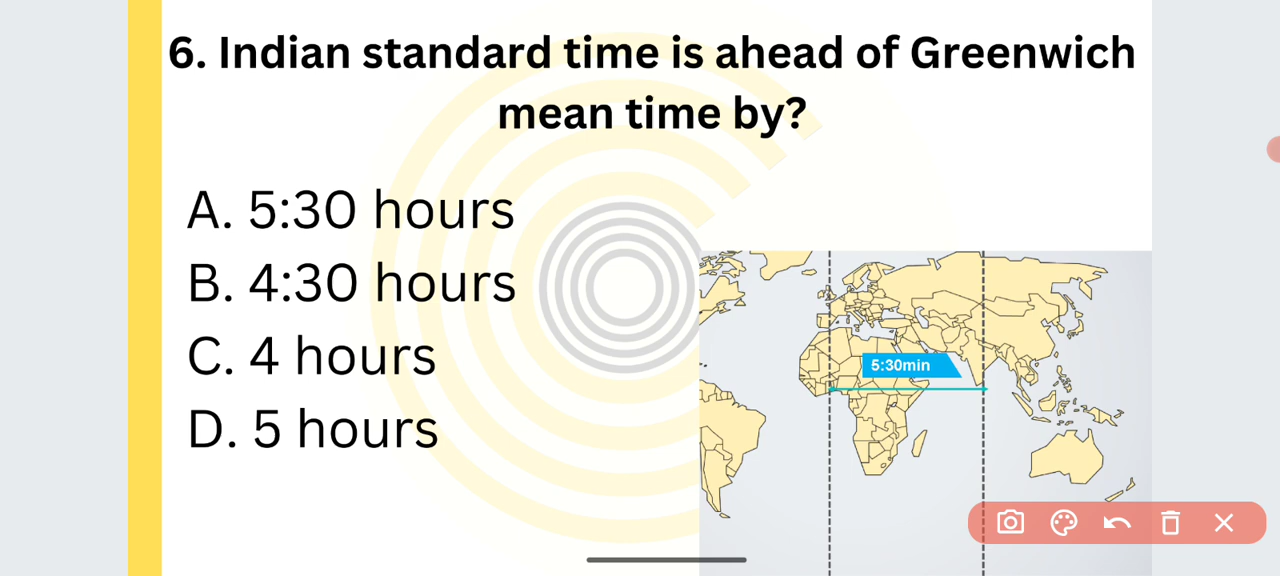 6. Indian standard time is ahead of Greenwich
mean time by?
A. 5:30 hours
B. 4:30 hours
C. 4 hours
D. 5 hours
5:30min